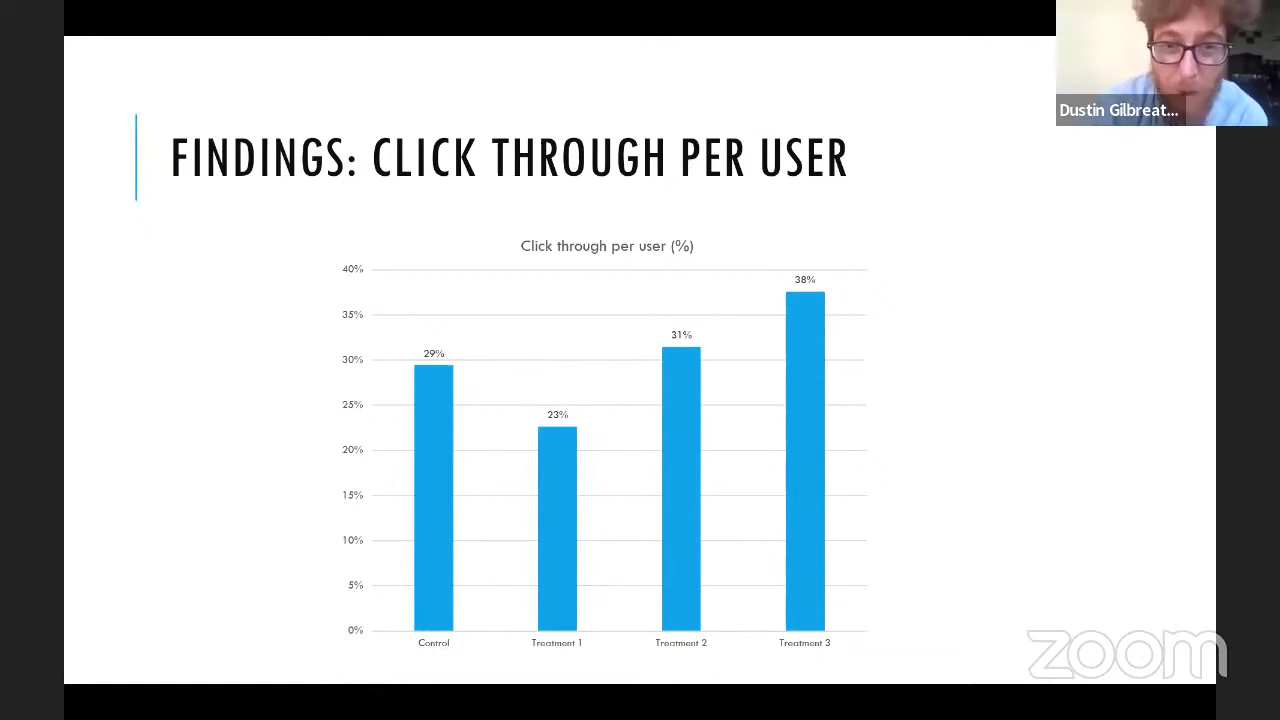 Dustin Gilbreat...
FINDINGS: CLICK THROUGH PER USER
Click through per user (%)
40%
35%
30%
25%
20%
15%
10%
5%
0%
29%
23%
31%
38%
Control
Treatment 1
Treatment 2
Treatment 3
zoom